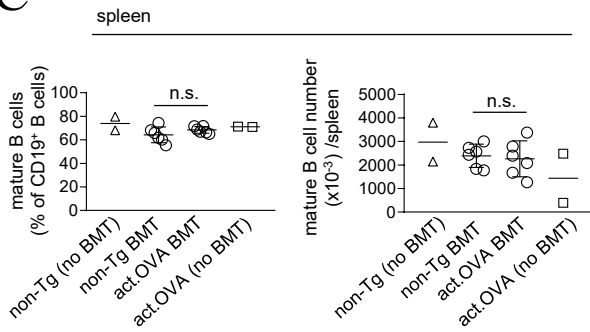 C
spleen
mature B cells
(% of CD19⁺ B cells)
100
80
60
40
20
0
n.s.
non-Tg (no BMT)
non-Tg BMT
act.OVA BMT
act.OVA (no BMT)
mature B cell number
(x10⁻³) /spleen
5000
4000
3000
2000
1000
0
n.s.
non-Tg (no BMT)
non-Tg BMT
act.OVA BMT
act.OVA (no BMT)